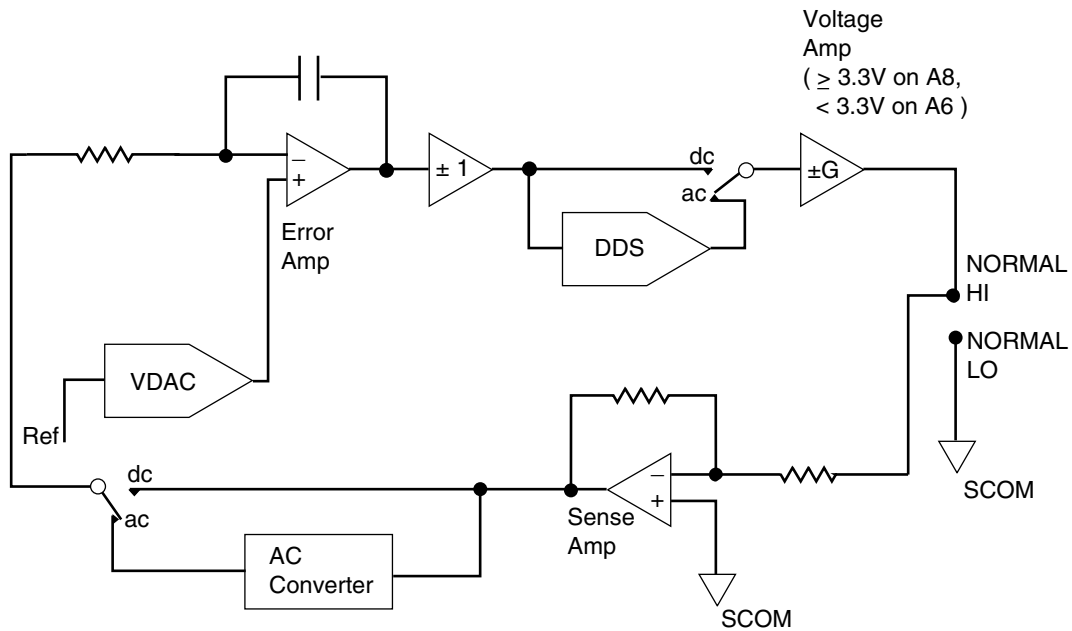 Voltage
Amp
( ≥ 3.3V on A8,
< 3.3V on A6 )
−
+
Error
Amp
± 1
dc
ac
±G
DDS
NORMAL
HI
NORMAL
LO
VDAC
Ref
dc
ac
−
+
Sense
Amp
SCOM
AC
Converter
SCOM